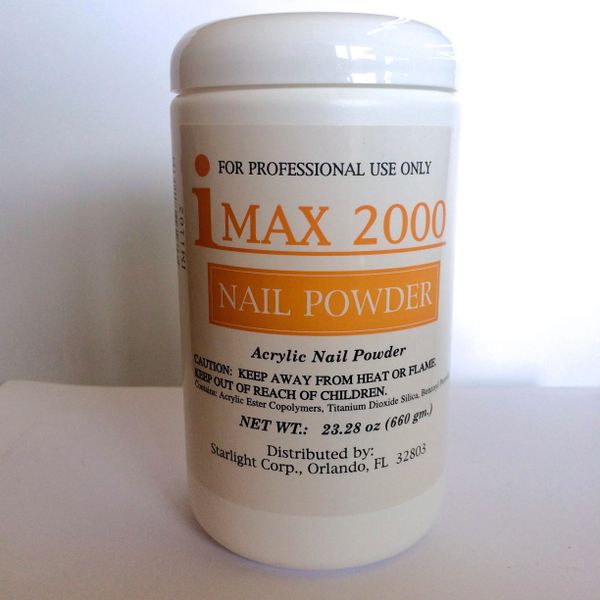 FOR PROFESSIONAL USE ONLY
iMAX 2000
NAIL POWDER
Acrylic Nail Powder
CAUTION: KEEP AWAY FROM HEAT OR FLAME.
KEEP OUT OF REACH OF CHILDREN.
Contains: Acrylic Ester Copolymers, Titanium Dioxide Silica, Benzoyl
NET WT.: 23.28 oz (660 gm.)
Distributed by:
Starlight Corp., Orlando, FL 32803